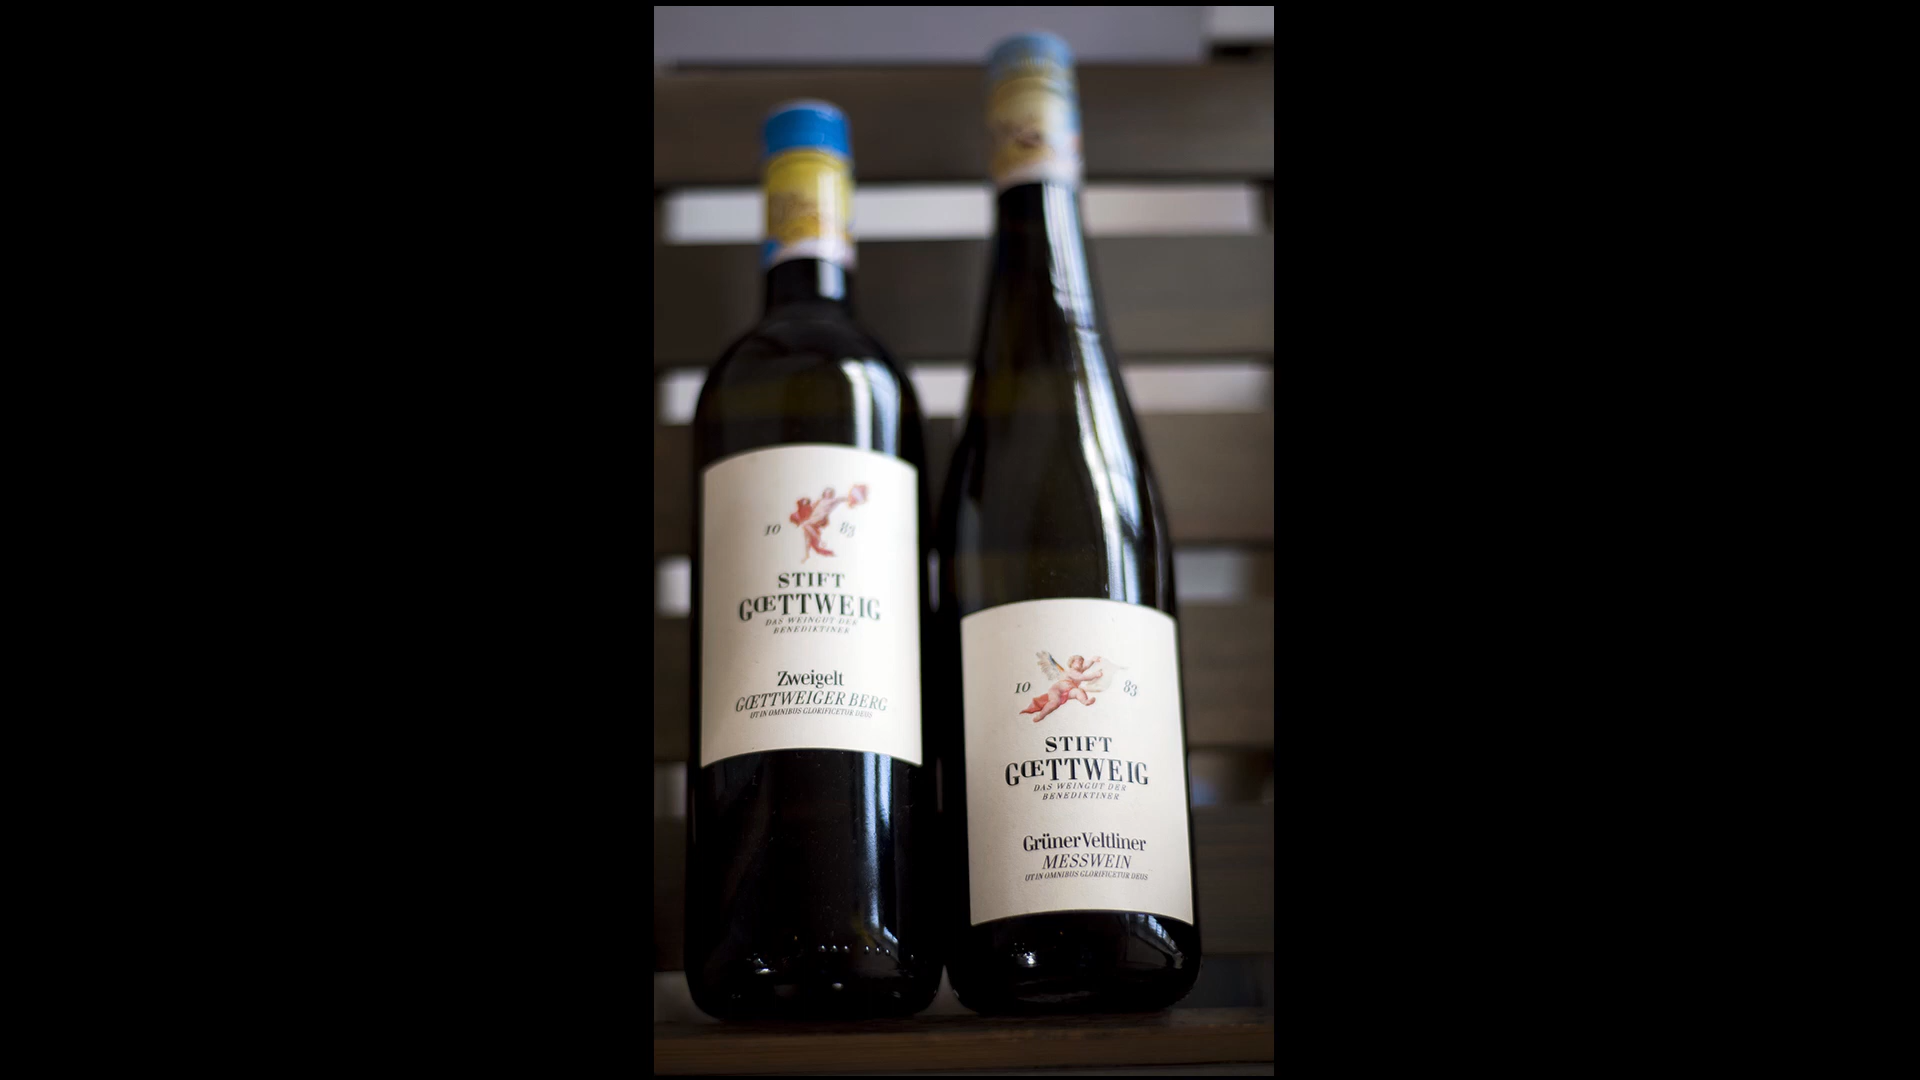 10 83
STIFT
GŒTTWEIG
DAS WEINGUT DER
BENEDIKTINER
Zweigelt
GŒTTWEIGER BERG
UT IN OMNIBUS GLORIFICETUR DEUS
10 83
STIFT
GŒTTWEIG
DAS WEINGUT DER
BENEDIKTINER
Grüner Veltliner
MESSWEIN
UT IN OMNIBUS GLORIFICETUR DEUS